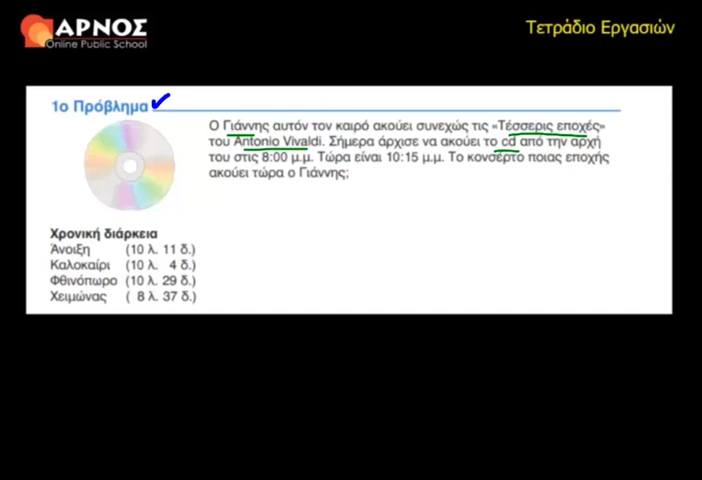 ΑΡΝΟΣ
Online Public School
Τετράδιο Εργασιών
1ο Πρόβλημα
Ο Γιάννης αυτόν τον καιρό ακούει συνεχώς τις «Τέσσερις εποχές»
του Antonio Vivaldi. Σήμερα άρχισε να ακούει το cd από την αρχή
του στις 8:00 μ.μ. Τώρα είναι 10:15 μ.μ. Το κονσέρτο ποιας εποχής
ακούει τώρα ο Γιάννης;
Χρονική διάρκεια
Άνοιξη (10 λ. 11 δ.)
Καλοκαίρι (10 λ. 4 δ.)
Φθινόπωρο (10 λ. 29 δ.)
Χειμώνας ( 8 λ. 37 δ.)